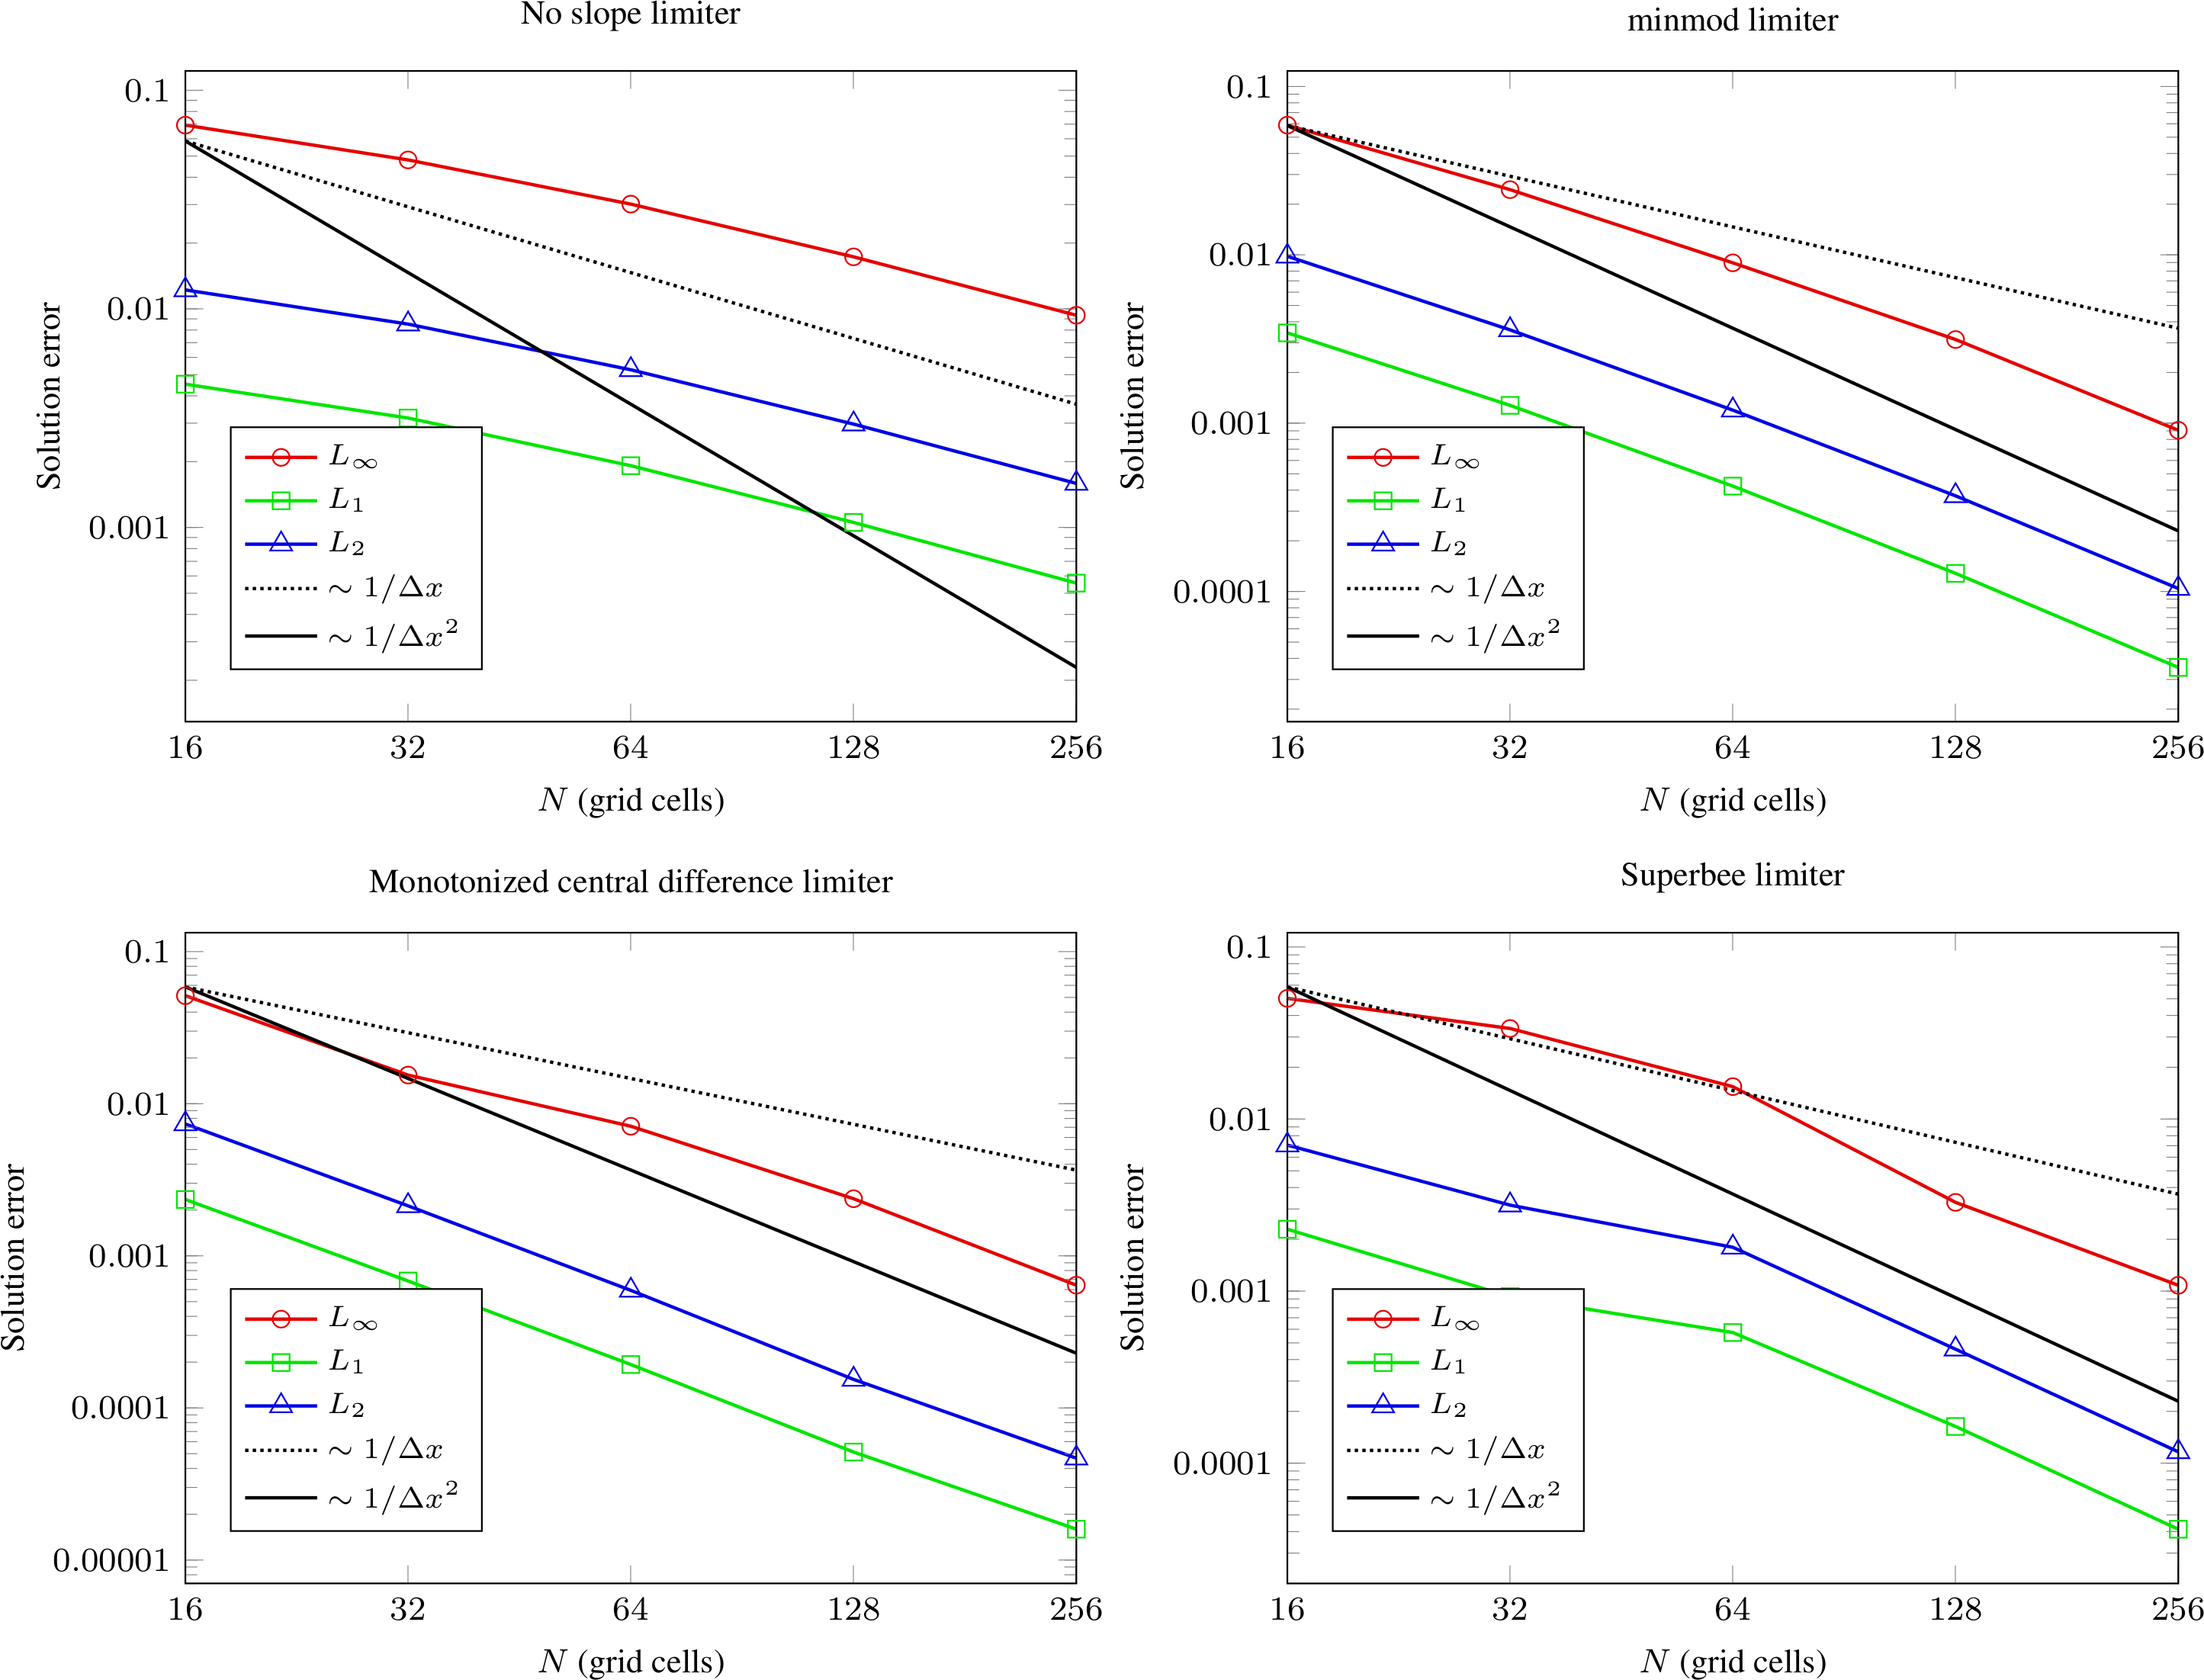 No slope limiter
0.1
0.01
0.001
Solution error
L∞
L1
L2
∼ 1/Δx
∼ 1/Δx²
16 32 64 128 256
N (grid cells)
minmod limiter
0.1
0.01
0.001
0.0001
Solution error
L∞
L1
L2
∼ 1/Δx
∼ 1/Δx²
16 32 64 128 256
N (grid cells)
Monotonized central difference limiter
0.1
0.01
0.001
0.0001
0.00001
Solution error
L∞
L1
L2
∼ 1/Δx
∼ 1/Δx²
16 32 64 128 256
N (grid cells)
Superbee limiter
0.1
0.01
0.001
0.0001
Solution error
L∞
L1
L2
∼ 1/Δx
∼ 1/Δx²
16 32 64 128 256
N (grid cells)